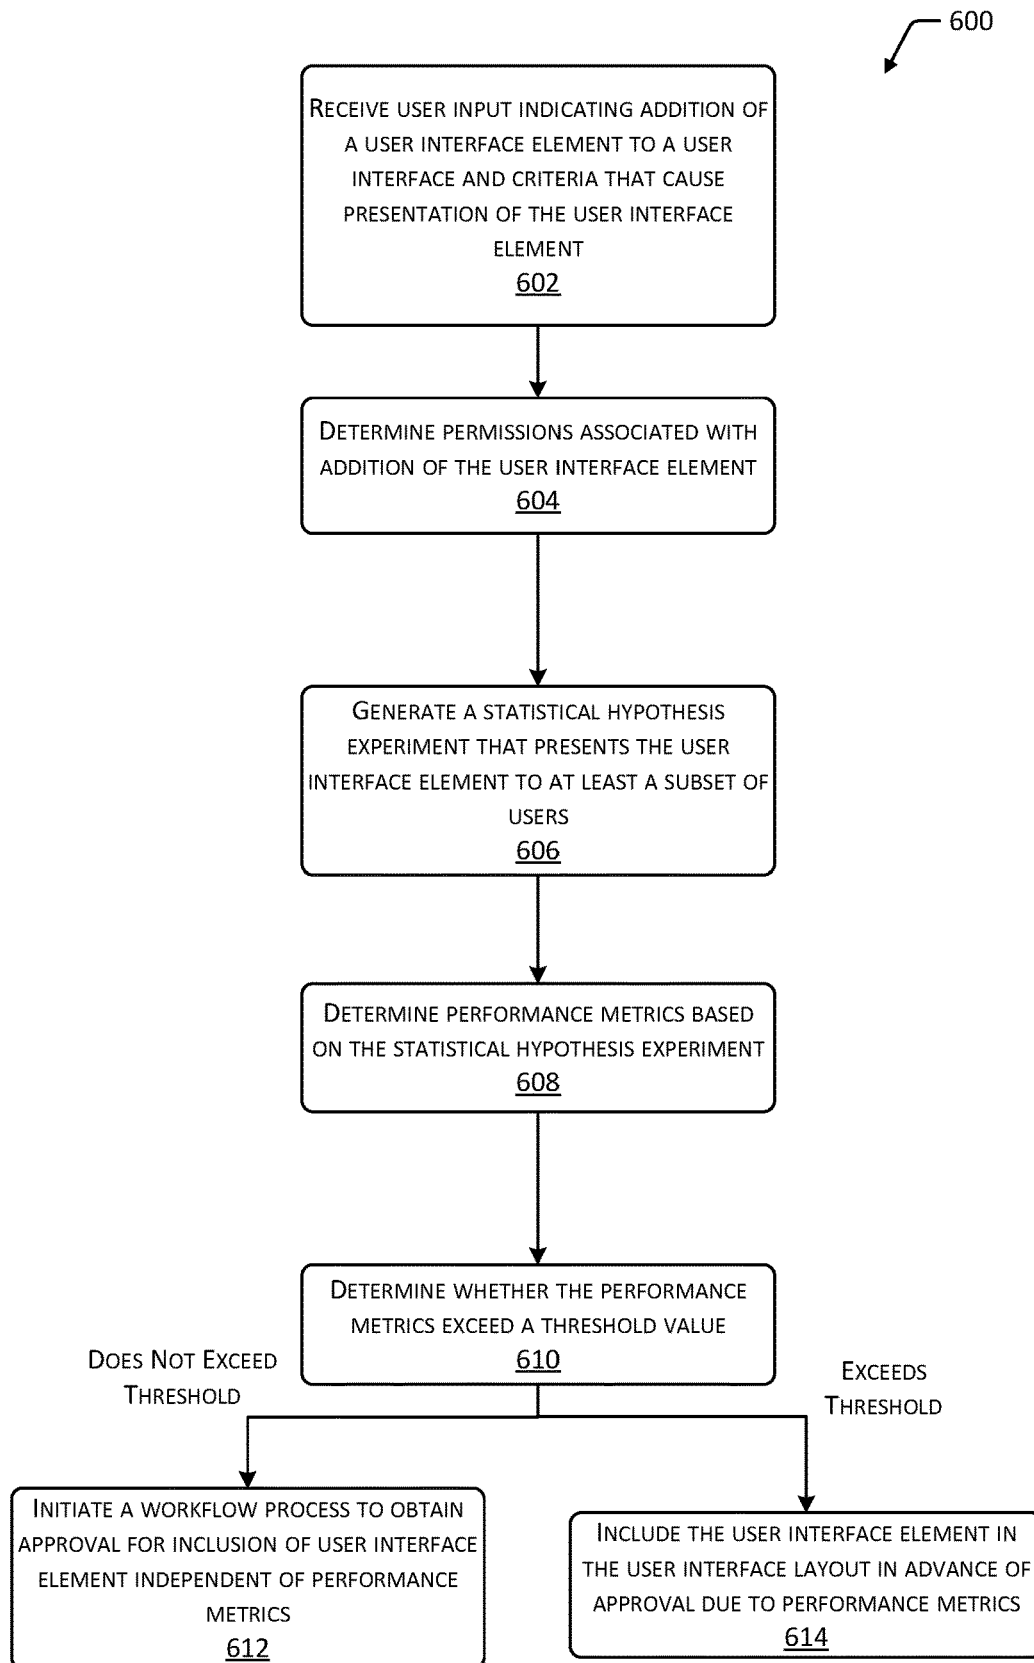 600
RECEIVE USER INPUT INDICATING ADDITION OF
A USER INTERFACE ELEMENT TO A USER
INTERFACE AND CRITERIA THAT CAUSE
PRESENTATION OF THE USER INTERFACE
ELEMENT
602
DETERMINE PERMISSIONS ASSOCIATED WITH
ADDITION OF THE USER INTERFACE ELEMENT
604
GENERATE A STATISTICAL HYPOTHESIS
EXPERIMENT THAT PRESENTS THE USER
INTERFACE ELEMENT TO AT LEAST A SUBSET OF
USERS
606
DETERMINE PERFORMANCE METRICS BASED
ON THE STATISTICAL HYPOTHESIS EXPERIMENT
608
DETERMINE WHETHER THE PERFORMANCE
METRICS EXCEED A THRESHOLD VALUE
610
DOES NOT EXCEED
THRESHOLD
EXCEEDS
THRESHOLD
INITIATE A WORKFLOW PROCESS TO OBTAIN
APPROVAL FOR INCLUSION OF USER INTERFACE
ELEMENT INDEPENDENT OF PERFORMANCE
METRICS
612
INCLUDE THE USER INTERFACE ELEMENT IN
THE USER INTERFACE LAYOUT IN ADVANCE OF
APPROVAL DUE TO PERFORMANCE METRICS
614